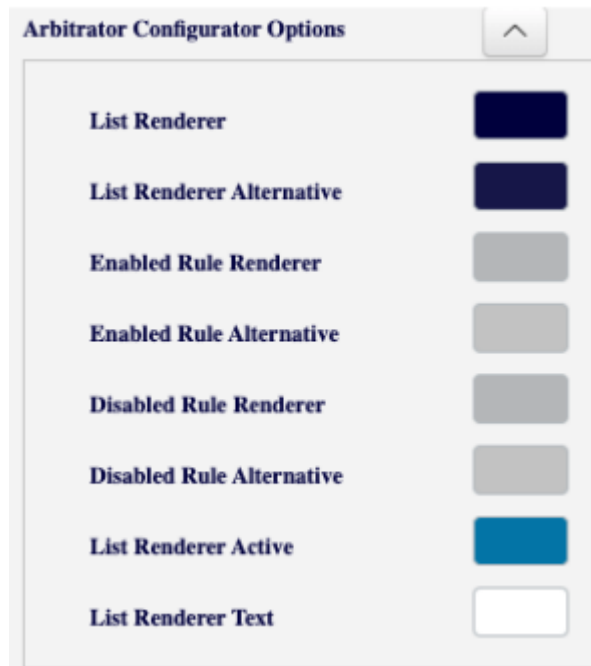 Arbitrator Configurator Options
List Renderer
List Renderer Alternative
Enabled Rule Renderer
Enabled Rule Alternative
Disabled Rule Renderer
Disabled Rule Alternative
List Renderer Active
List Renderer Text